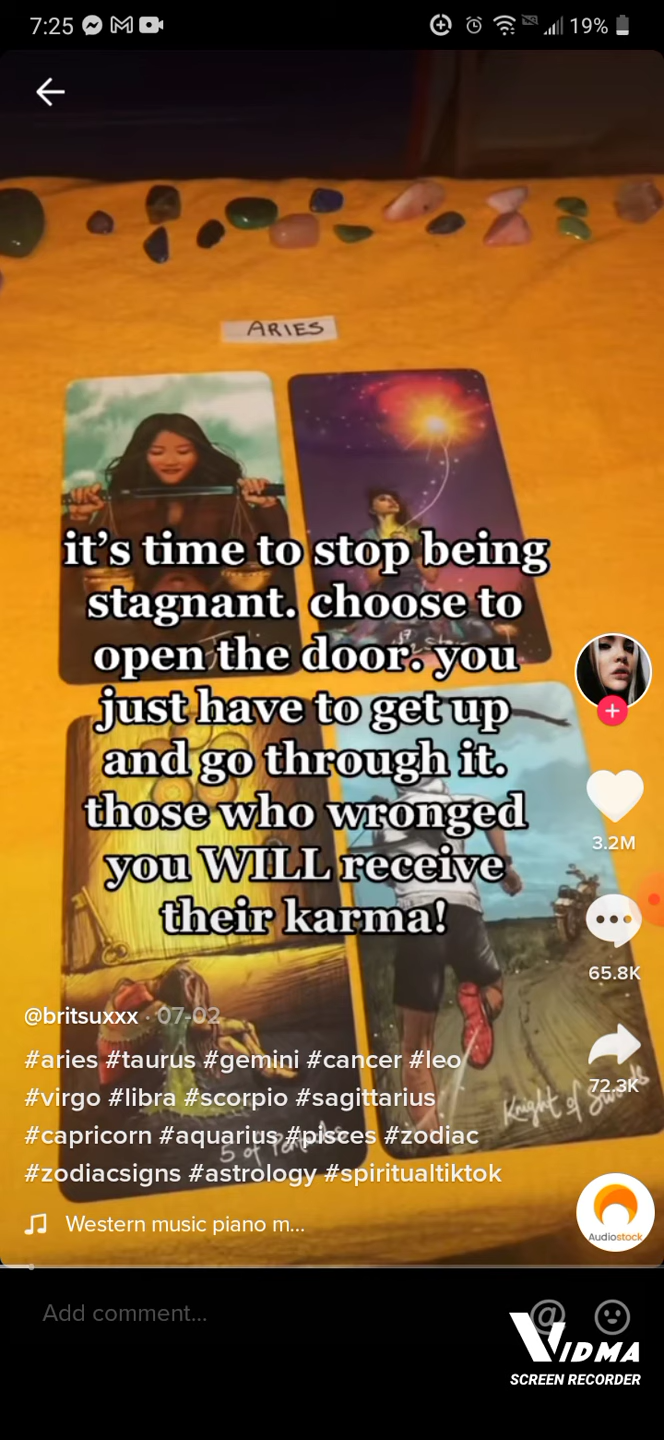 7:25
19%
ARIES
it's time to stop being
stagnant. choose to
open the door. you
just have to get up
and go through it.
those who wronged
you WILL receive
their karma!
3.2M
65.8K
@britsuxxx · 07-02
72.3K
#aries #taurus #gemini #cancer #leo
#virgo #libra #scorpio #sagittarius
Knight of Swords
#capricorn #aquarius #pisces #zodiac
5 of Pentacles
#zodiacsigns #astrology #spiritualtiktok
Western music piano m...
Audiostock
Add comment...
@
VIDMA
SCREEN RECORDER